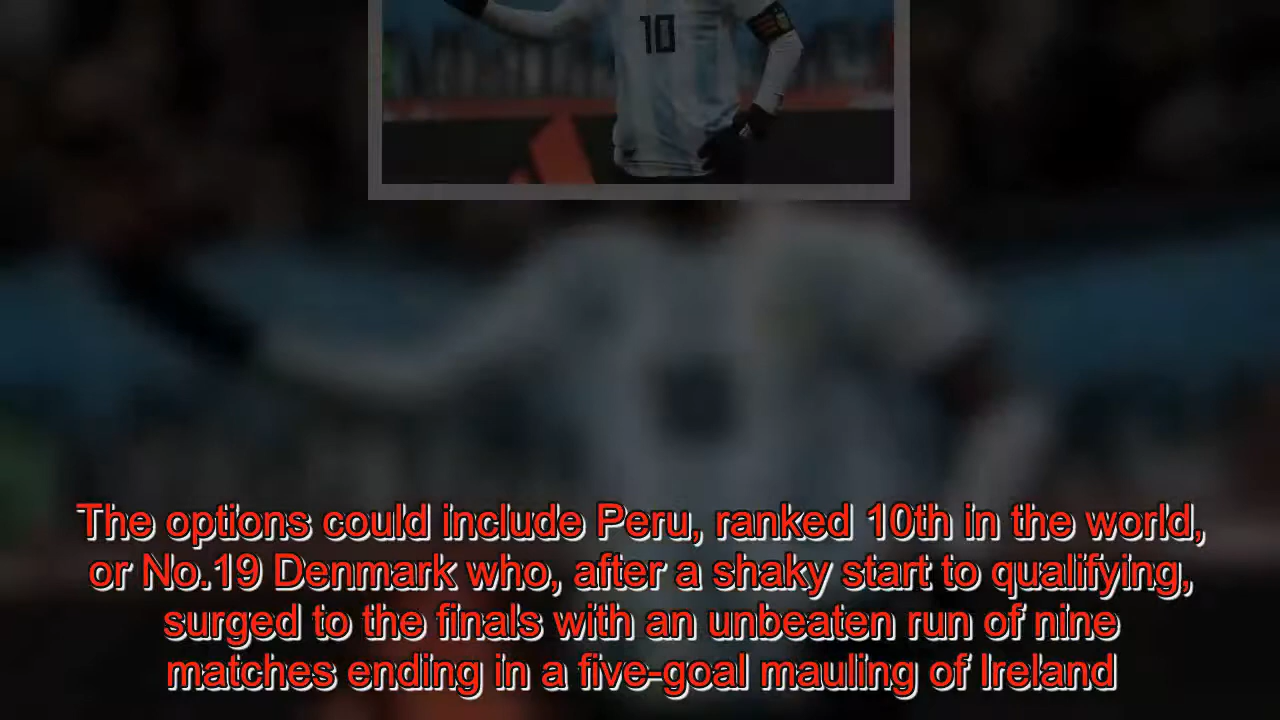 10
The options could include Peru, ranked 10th in the world,
or No.19 Denmark who, after a shaky start to qualifying,
surged to the finals with an unbeaten run of nine
matches ending in a five-goal mauling of Ireland